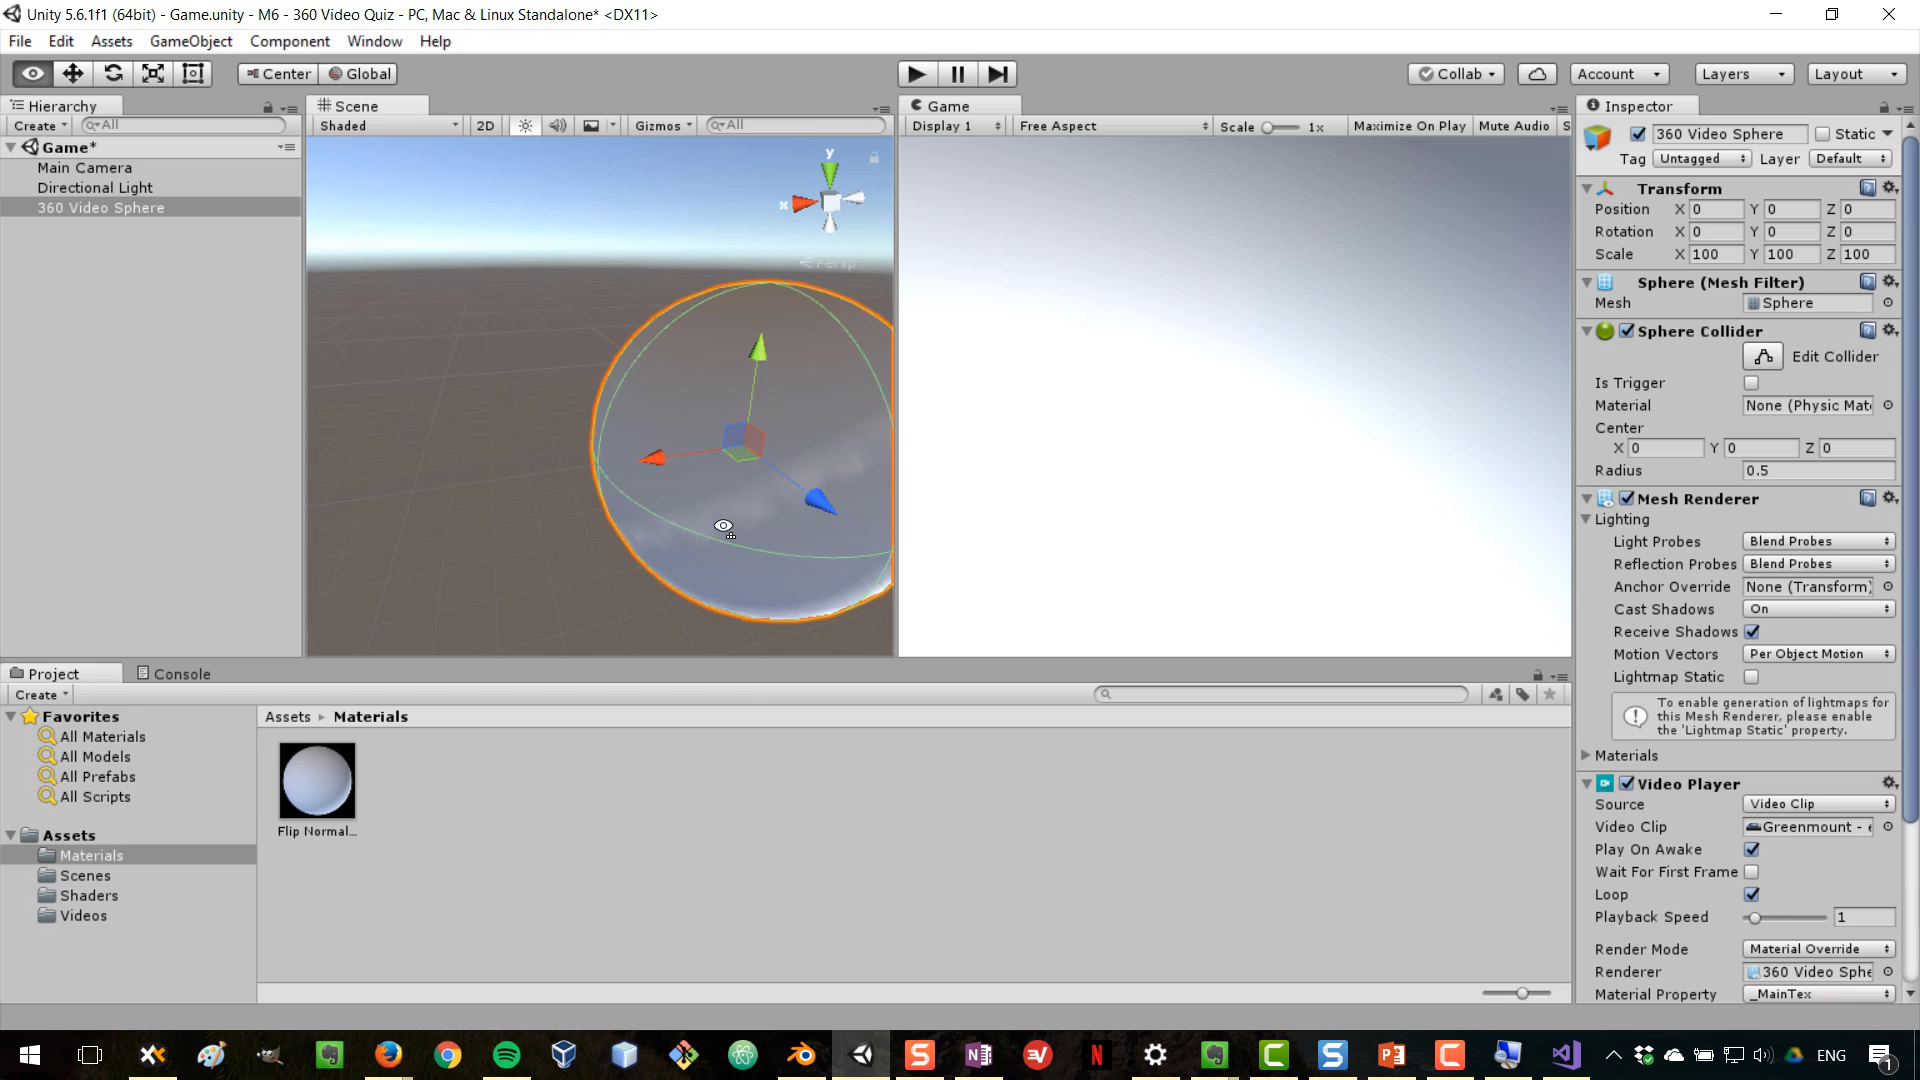 Unity 5.6.1f1 (64bit) - Game.unity - M6 - 360 Video Quiz - PC, Mac & Linux Standalone* <DX11>
File Edit Assets GameObject Component Window Help
Center Global Collab Account Layers Layout
Hierarchy
Create All
Game*
Main Camera
Directional Light
360 Video Sphere
Scene
Shaded 2D Gizmos All
y
x
Persp
Game
Display 1 Free Aspect Scale 1x Maximize On Play Mute Audio S
Inspector
360 Video Sphere Static
Tag Untagged Layer Default
Transform
Position X 0 Y 0 Z 0
Rotation X 0 Y 0 Z 0
Scale X 100 Y 100 Z 100
Sphere (Mesh Filter)
Mesh Sphere
Sphere Collider
Edit Collider
Is Trigger
Material None (Physic Mat
Center
X 0 Y 0 Z 0
Radius 0.5
Mesh Renderer
Lighting
Light Probes Blend Probes
Reflection Probes Blend Probes
Anchor Override None (Transform)
Cast Shadows On
Receive Shadows
Motion Vectors Per Object Motion
Lightmap Static
To enable generation of lightmaps for
this Mesh Renderer, please enable
the 'Lightmap Static' property.
Materials
Video Player
Source Video Clip
Video Clip Greenmount -
Play On Awake
Wait For First Frame
Loop
Playback Speed 1
Render Mode Material Override
Renderer 360 Video Sphe
Material Property _MainTex
Project Console
Create
Favorites
All Materials
All Models
All Prefabs
All Scripts
Assets
Materials
Scenes
Shaders
Videos
Assets Materials
Flip Normal...
ENG
1